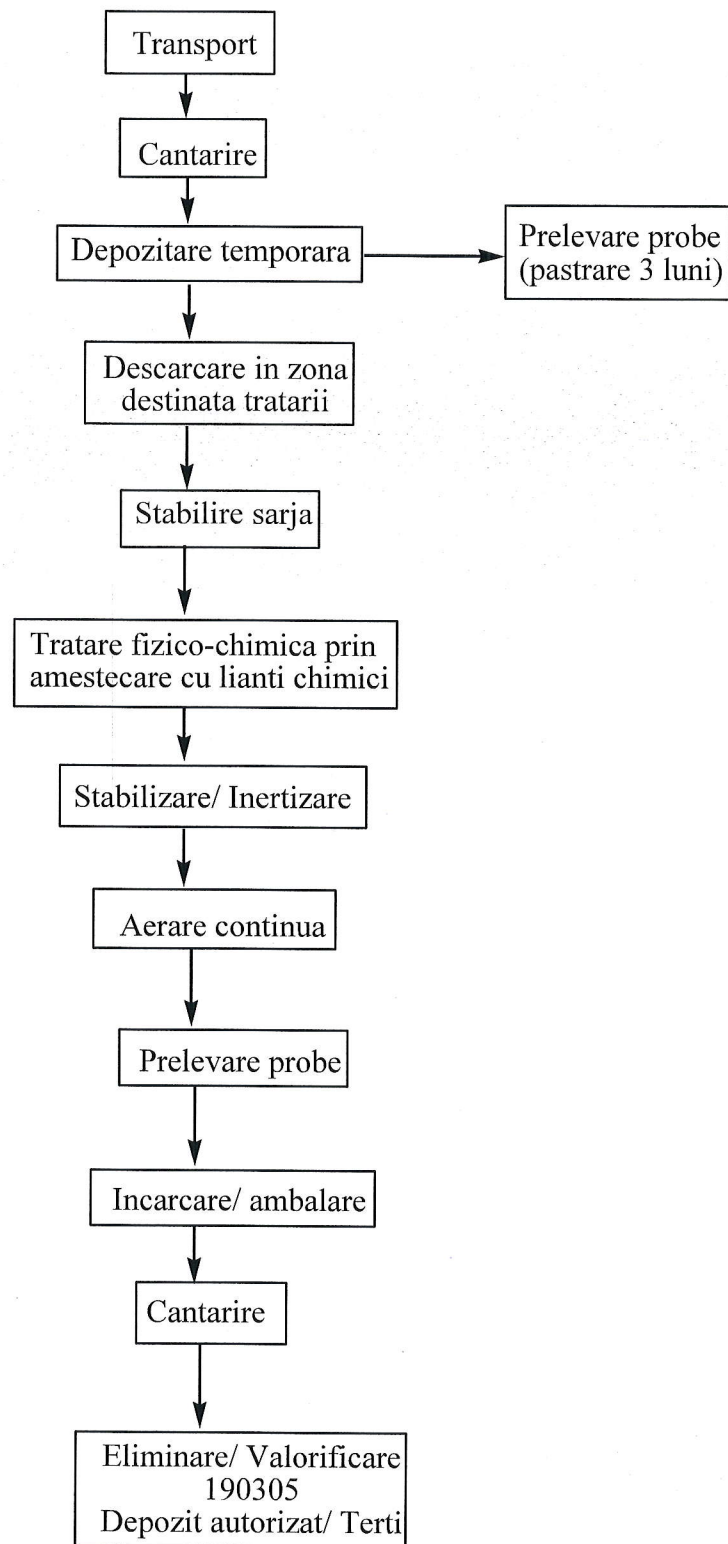 Transport
Cantarire
Depozitare temporara
Prelevare probe
(pastrare 3 luni)
Descarcare in zona
destinata tratarii
Stabilire sarja
Tratare fizico-chimica prin
amestecare cu lianti chimici
Stabilizare/ Inertizare
Aerare continua
Prelevare probe
Incarcare/ ambalare
Cantarire
Eliminare/ Valorificare
190305
Depozit autorizat/ Terti